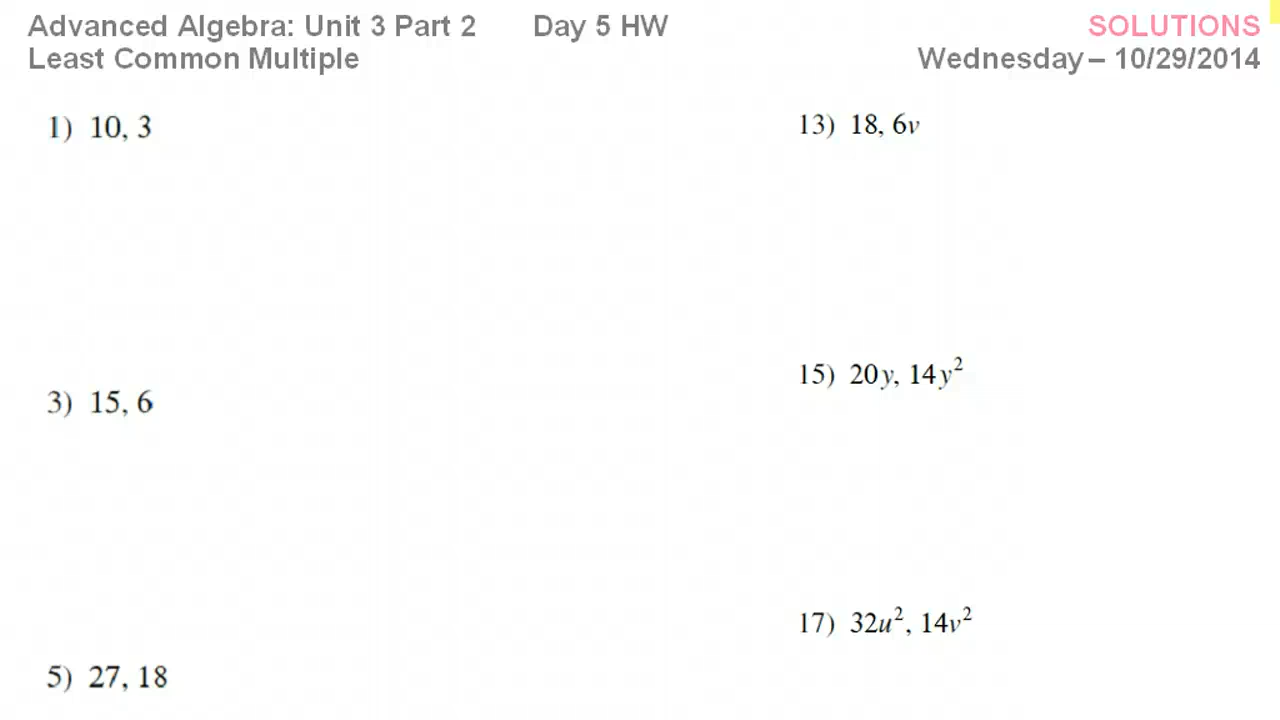 Advanced Algebra: Unit 3 Part 2 Day 5 HW SOLUTIONS
Least Common Multiple Wednesday – 10/29/2014
1) 10, 3
3) 15, 6
5) 27, 18
13) 18, 6v
15) 20y, 14y²
17) 32u², 14v²